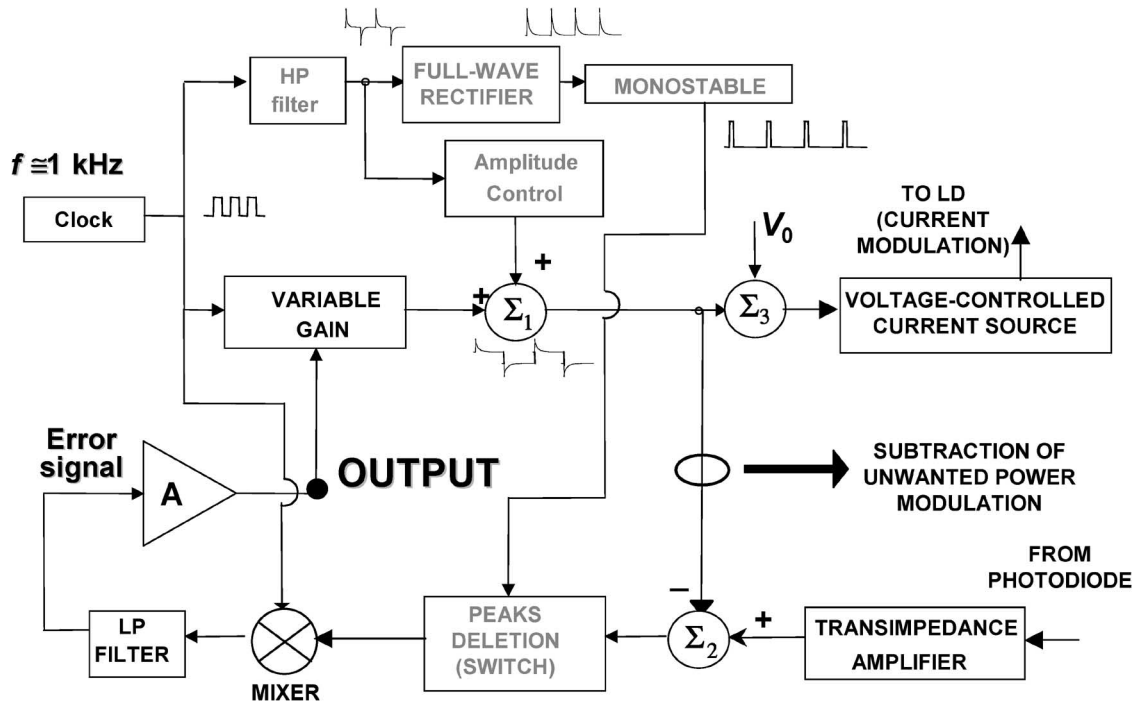 HP
filter
FULL-WAVE
RECTIFIER
MONOSTABLE
f ≅1 kHz
Clock
Amplitude
Control
+
TO LD
(CURRENT
MODULATION)
V0
VARIABLE
GAIN
+
Σ1
Σ3
VOLTAGE-CONTROLLED
CURRENT SOURCE
Error
signal
A
OUTPUT
SUBTRACTION OF
UNWANTED POWER
MODULATION
FROM
PHOTODIODE
LP
FILTER
MIXER
PEAKS
DELETION
(SWITCH)
–
Σ2
+
TRANSIMPEDANCE
AMPLIFIER